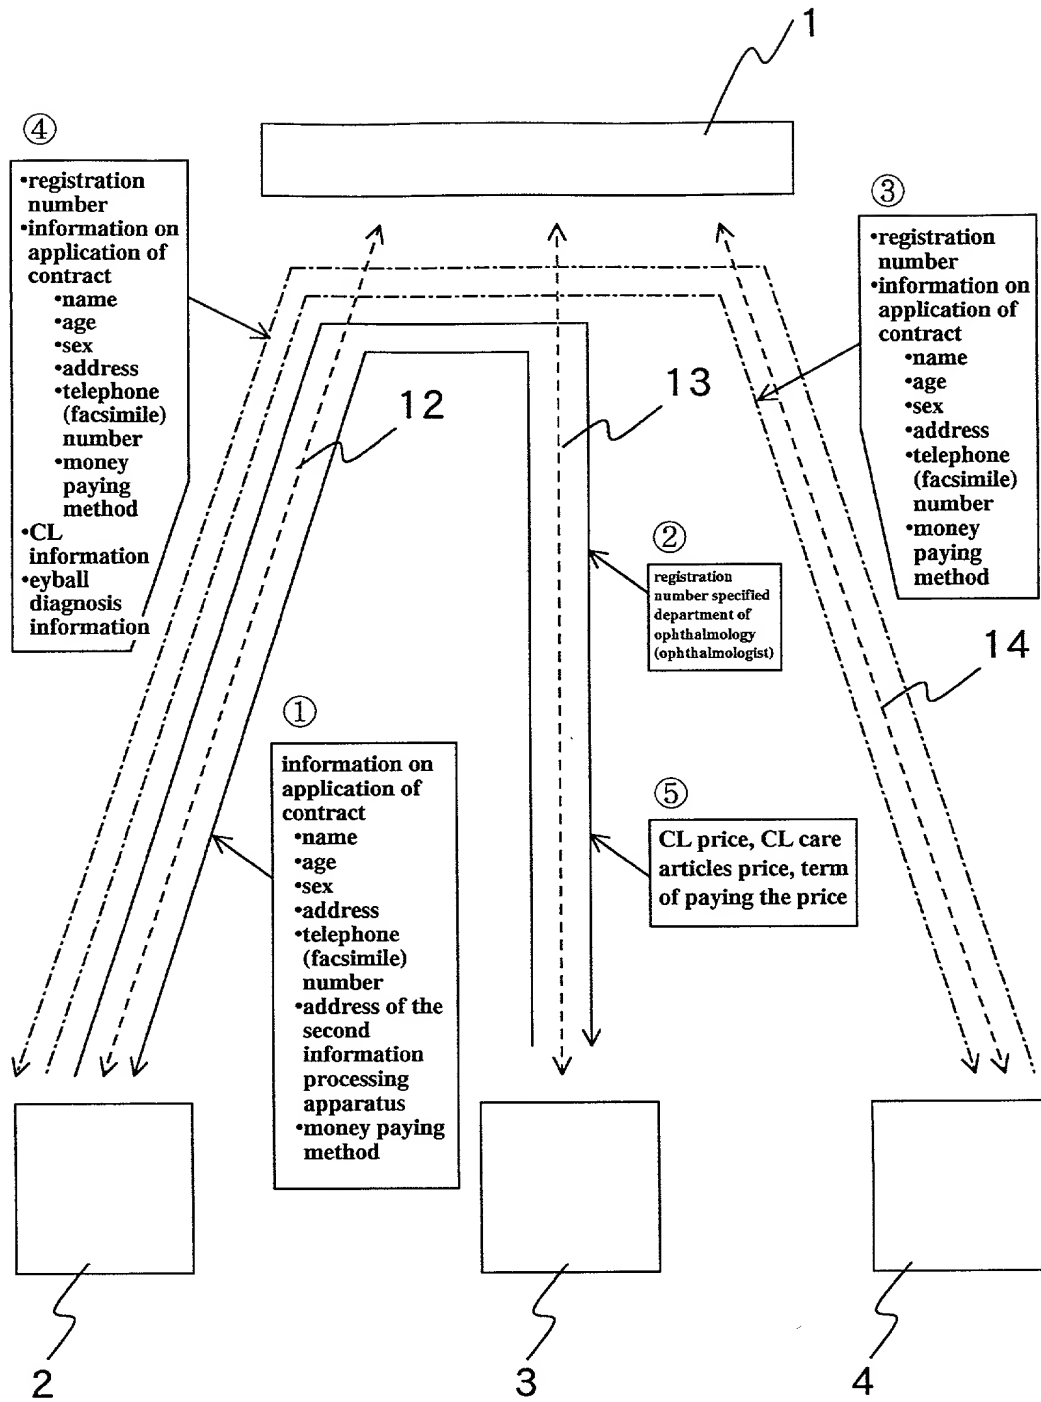 1
④
•registration
number
•information on
application of
contract
•name
•age
•sex
•address
•telephone
(facsimile)
number
•money
paying
method
•CL
information
•eyball
diagnosis
information
③
•registration
number
•information on
application of
contract
•name
•age
•sex
•address
•telephone
(facsimile)
number
•money
paying
method
12
13
②
registration
number specified
department of
ophthalmology
(ophthalmologist)
14
①
information on
application of
contract
•name
•age
•sex
•address
•telephone
(facsimile)
number
•address of the
second
information
processing
apparatus
•money paying
method
⑤
CL price, CL care
articles price, term
of paying the price
2
3
4